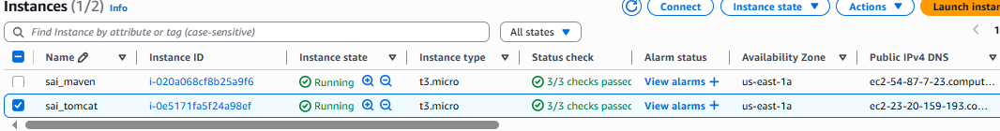 Instances (1/2) Info
Connect Instance state Actions Launch instan
Find Instance by attribute or tag (case-sensitive) All states 1
Name Instance ID Instance state Instance type Status check Alarm status Availability Zone Public IPv4 DNS
sai_maven i-020a068cf8b25a9f6 Running t3.micro 3/3 checks passec View alarms + us-east-1a ec2-54-87-7-23.comput...
sai_tomcat i-0e5171fa5f24a98ef Running t3.micro 3/3 checks passec View alarms + us-east-1a ec2-23-20-159-193.co...